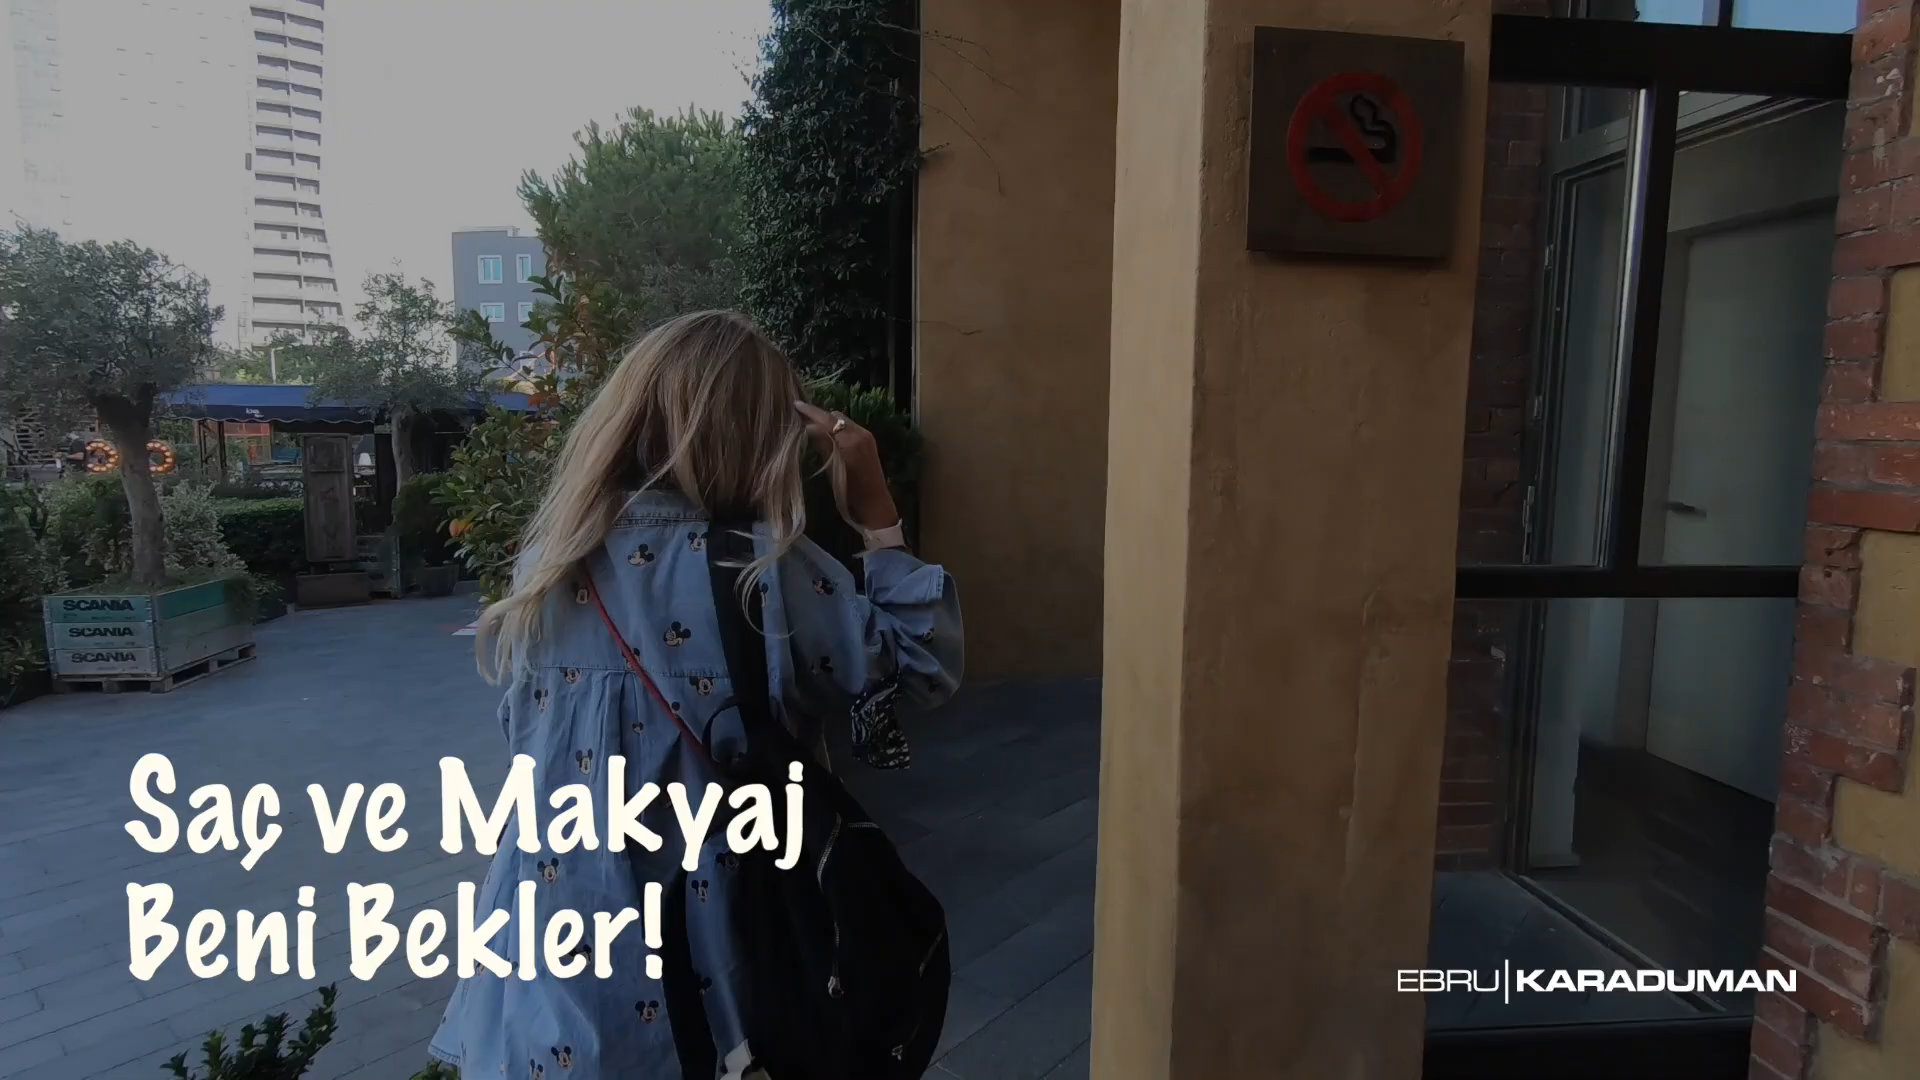 SCANIA
SCANIA
SCANIA
Saç ve Makyaj
Beni Bekler!
EBRU|KARADUMAN